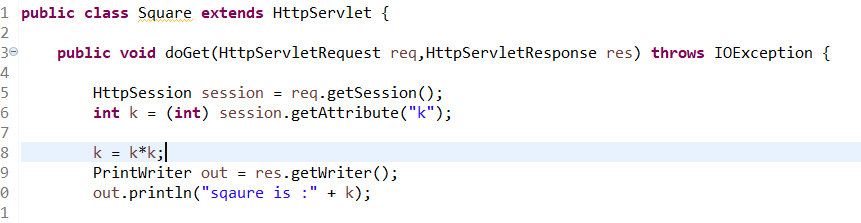 1 public class Square extends HttpServlet {
2
3 public void doGet(HttpServletRequest req,HttpServletResponse res) throws IOException {
4
5 HttpSession session = req.getSession();
6 int k = (int) session.getAttribute("k");
7
8 k = k*k;
9 PrintWriter out = res.getWriter();
0 out.println("sqaure is :" + k);
1